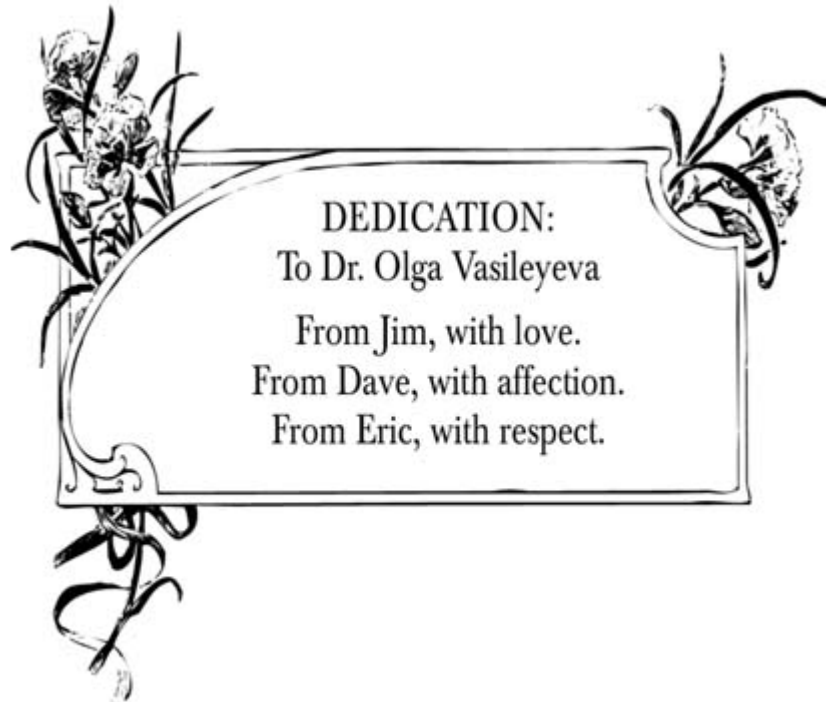 DEDICATION:
To Dr. Olga Vasileyeva
From Jim, with love.
From Dave, with affection.
From Eric, with respect.